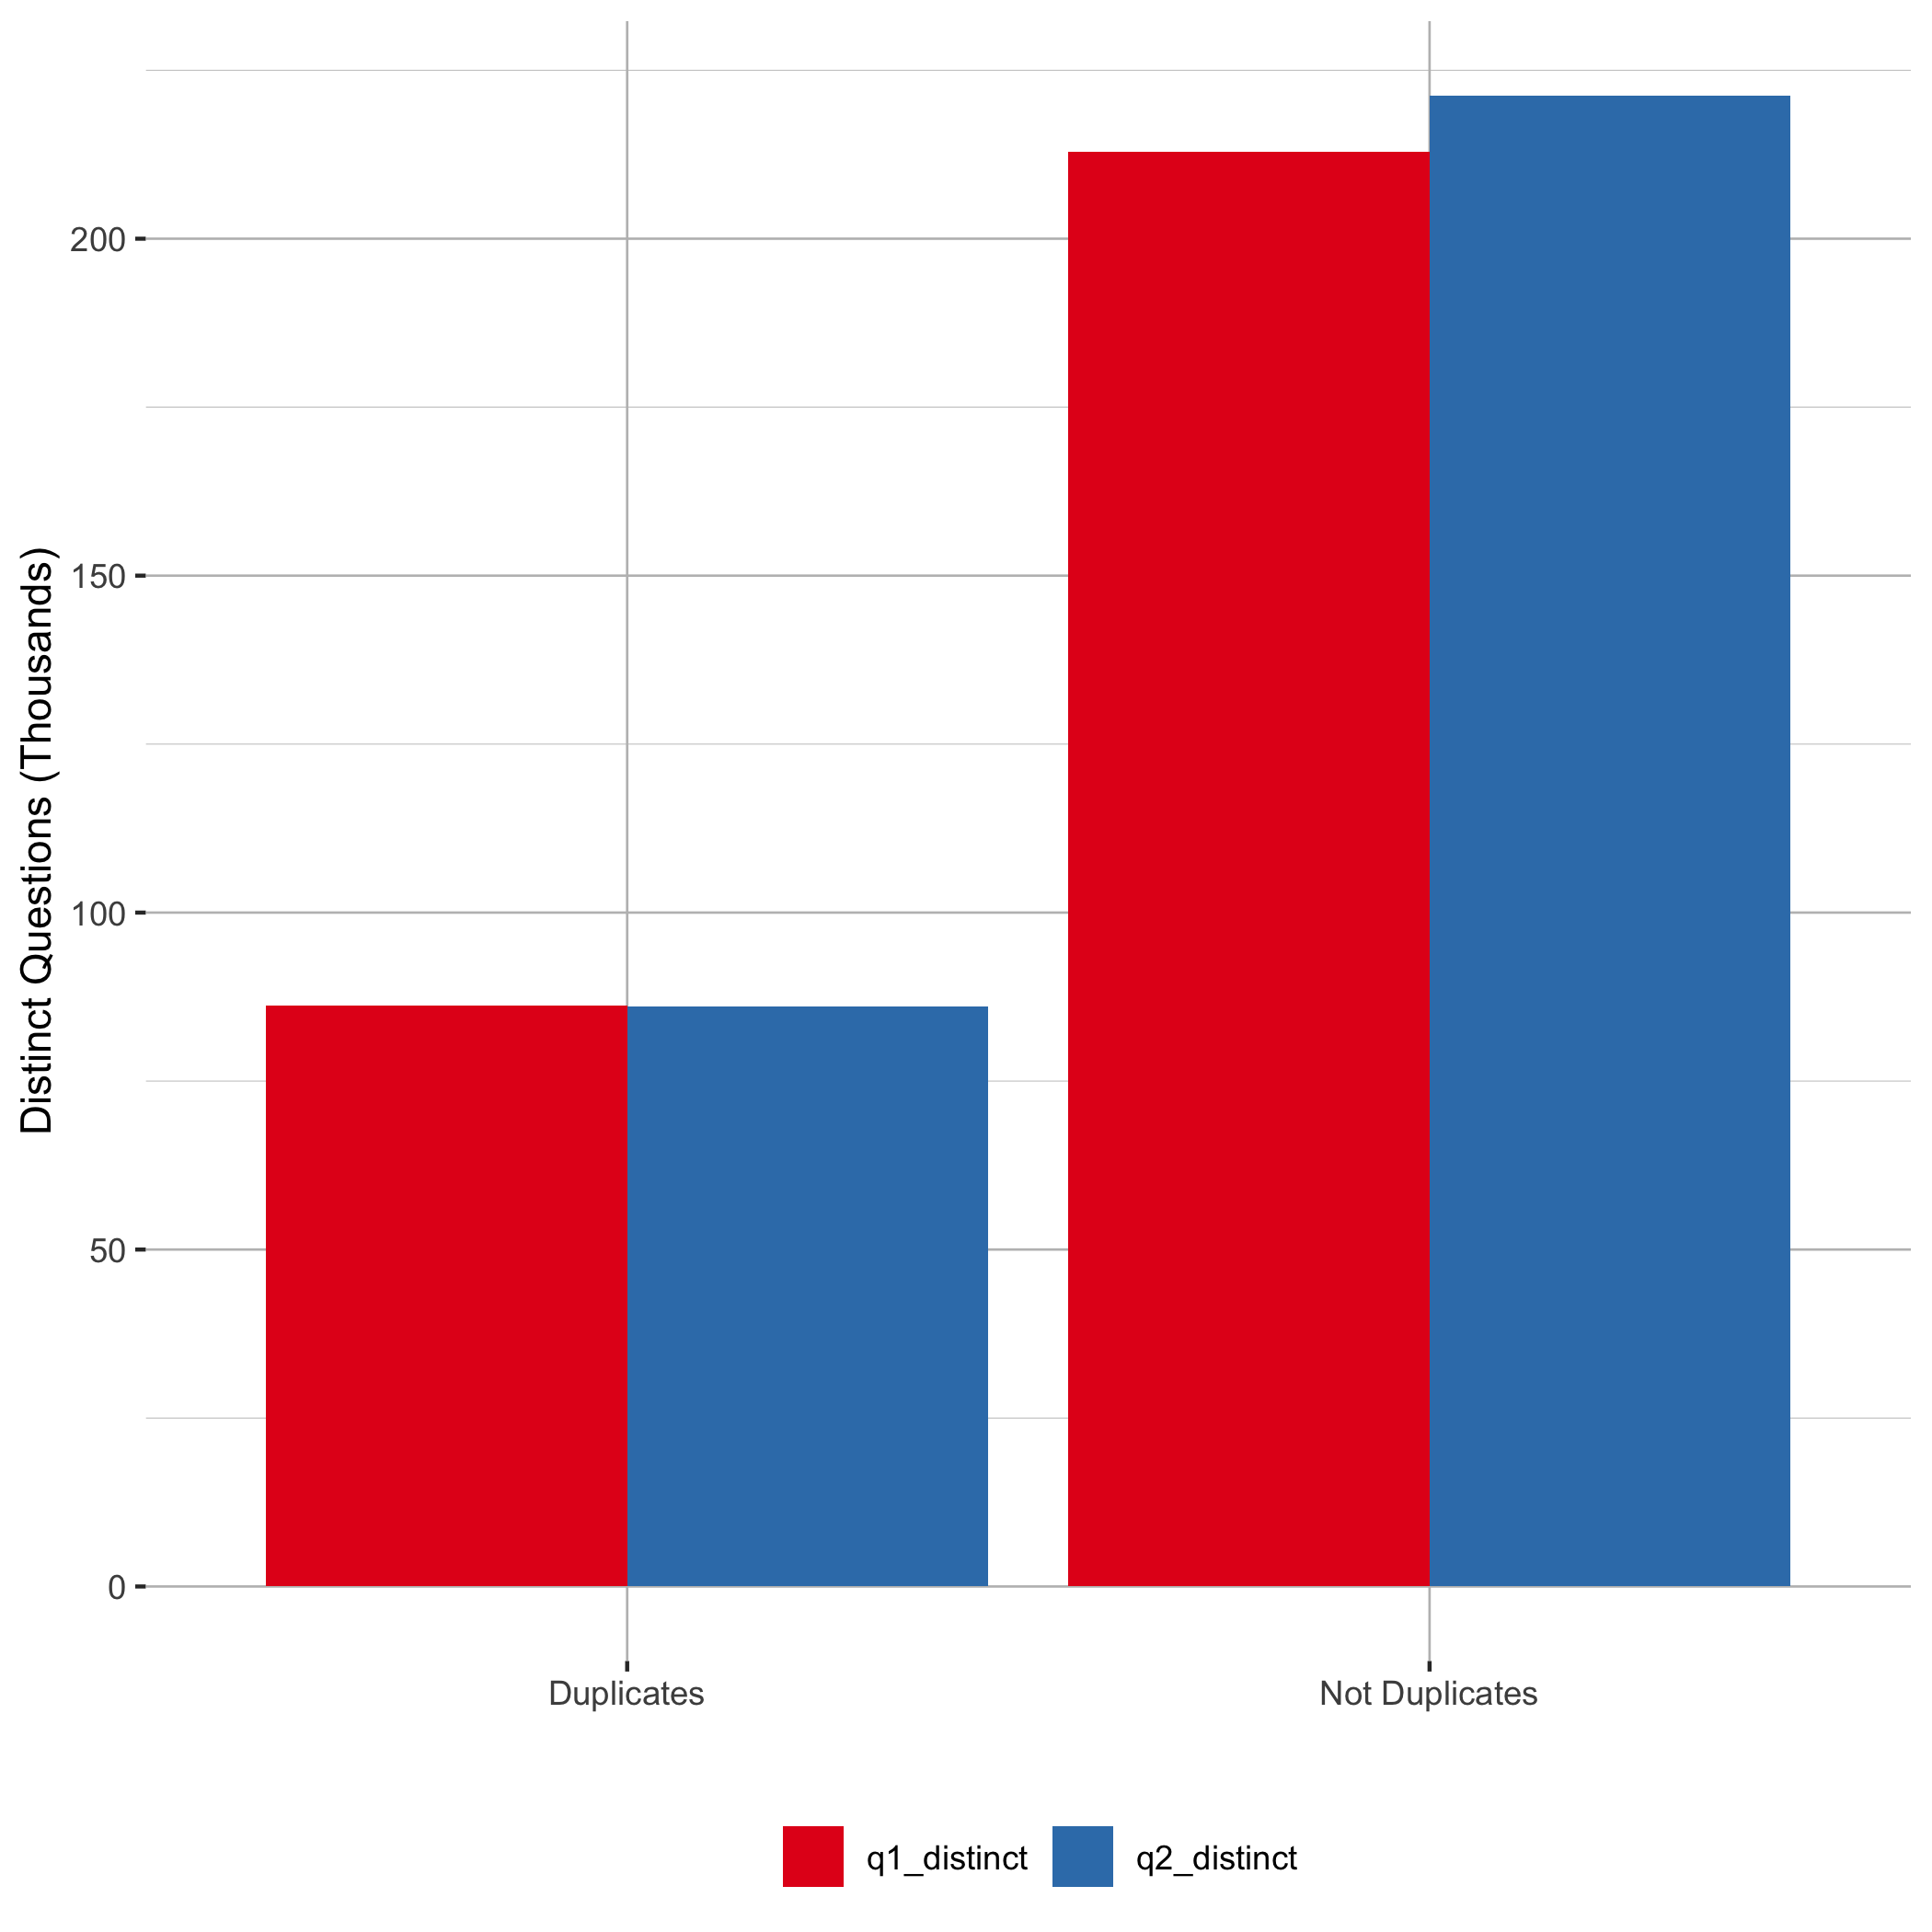 Distinct Questions (Thousands)
200
150
100
50
0
Duplicates
Not Duplicates
q1_distinct
q2_distinct